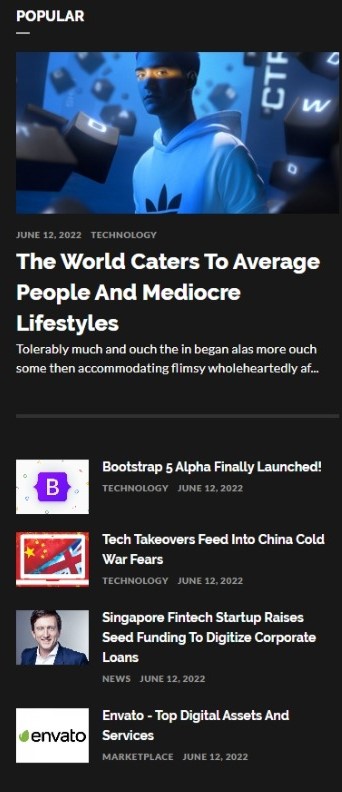 POPULAR
CTR
W
D
O
JUNE 12, 2022 TECHNOLOGY
The World Caters To Average
People And Mediocre
Lifestyles
Tolerably much and ouch the in began alas more ouch
some then accommodating flimsy wholeheartedly af...
Bootstrap 5 Alpha Finally Launched!
B
TECHNOLOGY JUNE 12, 2022
Tech Takeovers Feed Into China Cold
War Fears
TECHNOLOGY JUNE 12, 2022
Singapore Fintech Startup Raises
Seed Funding To Digitize Corporate
Loans
NEWS JUNE 12, 2022
Envato - Top Digital Assets And
envato
Services
MARKETPLACE JUNE 12, 2022